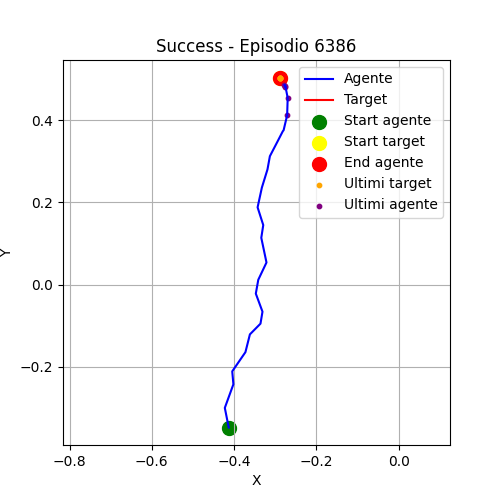 Success - Episodio 6386
Agente
Target
Start agente
Start target
End agente
Ultimi target
Ultimi agente
0.4
0.2
0.0
−0.2
Y
−0.8
−0.6
−0.4
−0.2
0.0
X